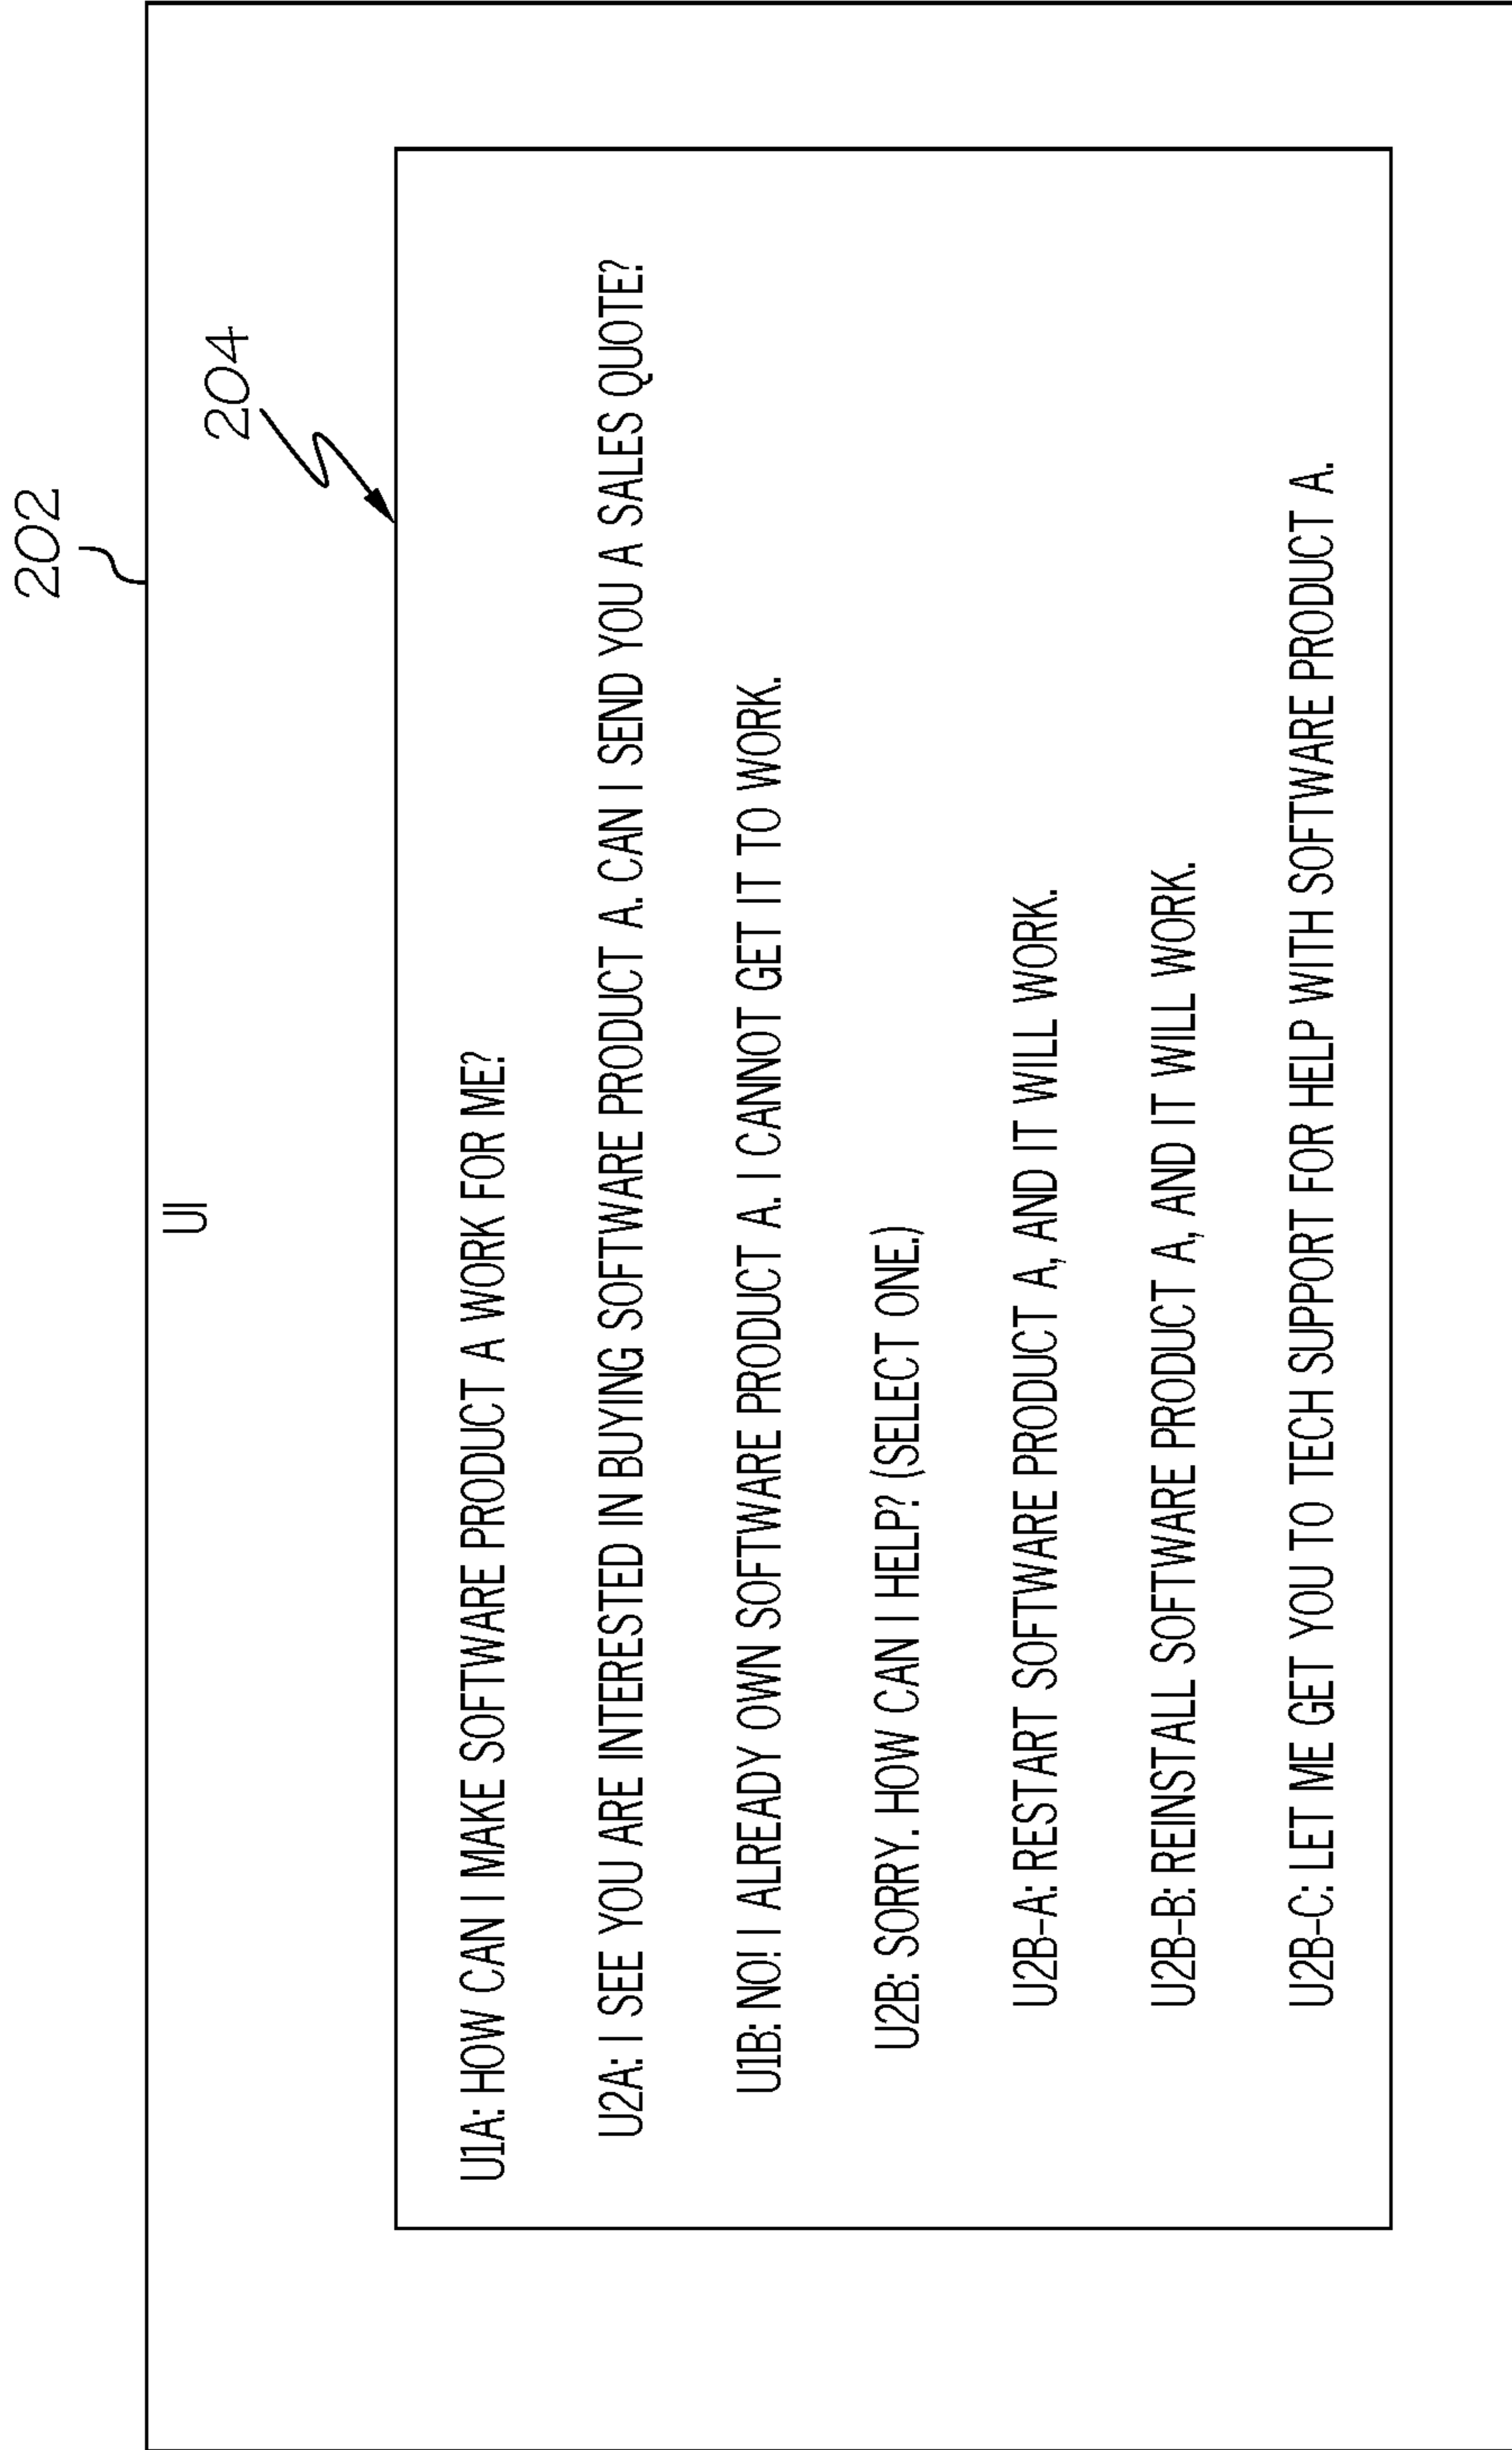 202
UI
204
U1A: HOW CAN I MAKE SOFTWARE PRODUCT A WORK FOR ME?
U2A: I SEE YOU ARE INTERESTED IN BUYING SOFTWARE PRODUCT A. CAN I SEND YOU A SALES QUOTE?
U1B: NO! I ALREADY OWN SOFTWARE PRODUCT A. I CANNOT GET IT TO WORK.
U2B: SORRY. HOW CAN I HELP? (SELECT ONE.)
U2B-A: RESTART SOFTWARE PRODUCT A, AND IT WILL WORK.
U2B-B: REINSTALL SOFTWARE PRODUCT A, AND IT WILL WORK.
U2B-C: LET ME GET YOU TO TECH SUPPORT FOR HELP WITH SOFTWARE PRODUCT A.